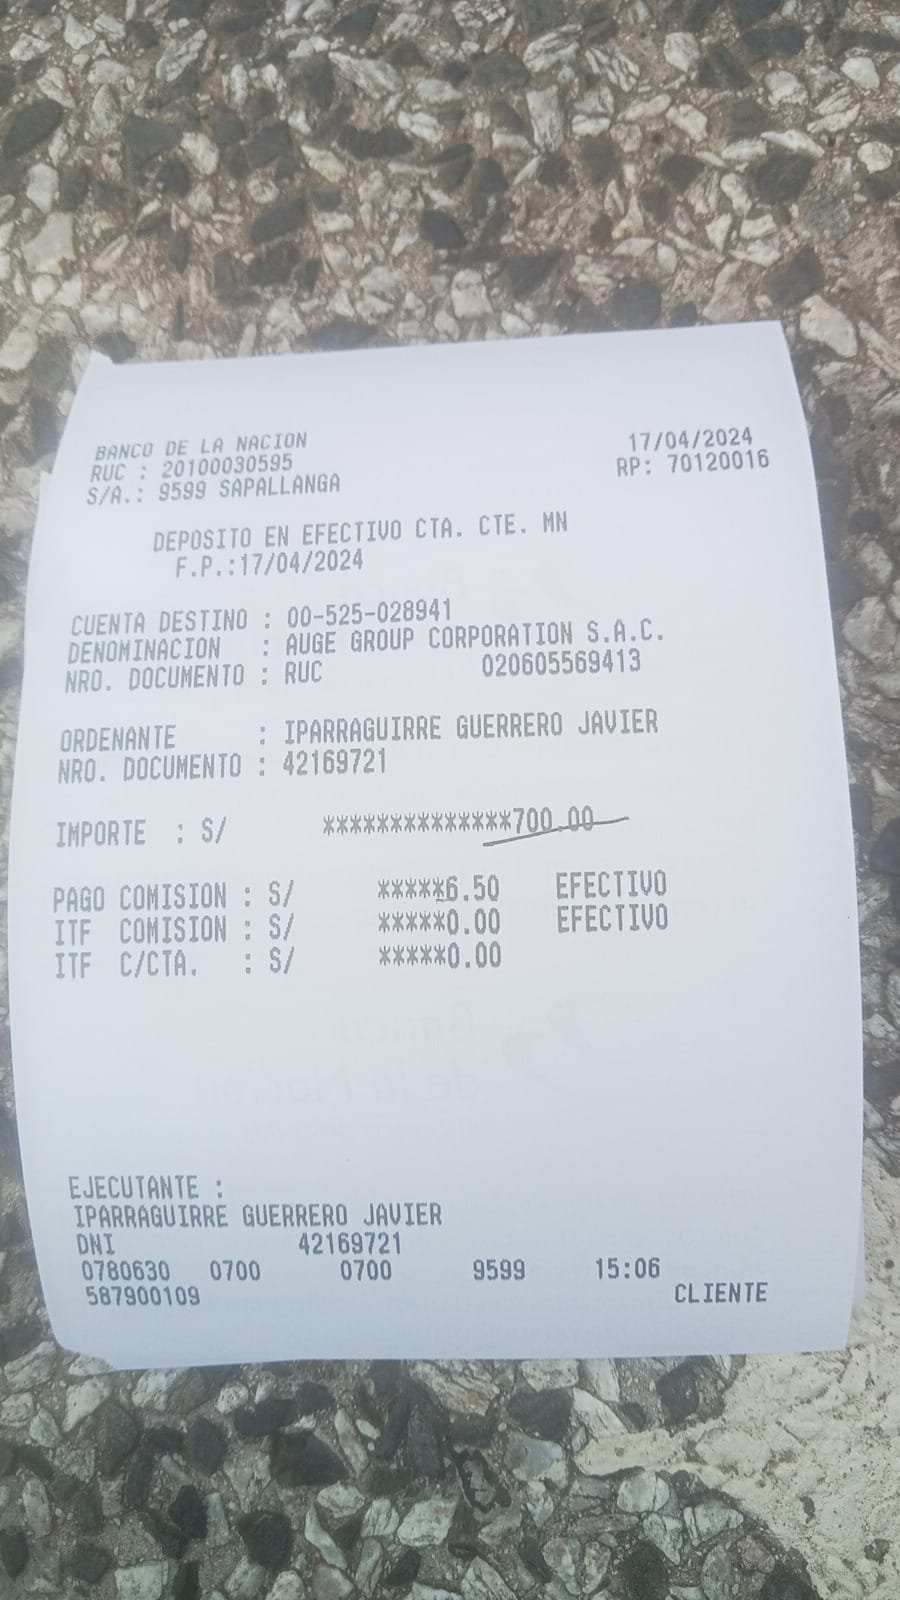 BANCO DE LA NACION 17/04/2024
RUC : 20100030595 RP: 70120016
S/A.: 9599 SAPALLANGA
DEPOSITO EN EFECTIVO CTA. CTE. MN
F.P.:17/04/2024
CUENTA DESTINO : 00-525-028941
DENOMINACION : AUGE GROUP CORPORATION S.A.C.
NRO. DOCUMENTO : RUC 020605569413
ORDENANTE : IPARRAGUIRRE GUERRERO JAVIER
NRO. DOCUMENTO : 42169721
IMPORTE : S/ **************700.00
PAGO COMISION : S/ *****6.50 EFECTIVO
ITF COMISION : S/ *****0.00 EFECTIVO
ITF C/CTA. : S/ *****0.00
EJECUTANTE :
IPARRAGUIRRE GUERRERO JAVIER
DNI 42169721
0780630 0700 0700 9599 15:06
587900109 CLIENTE